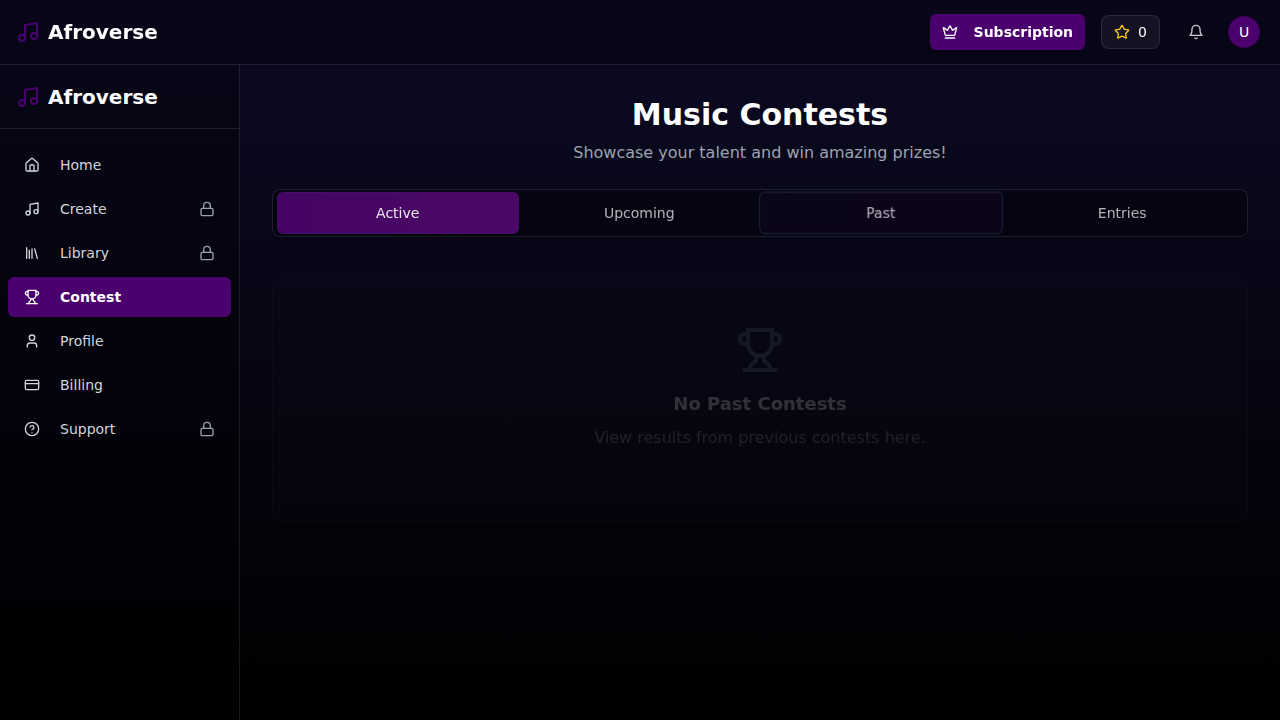 Afroverse
Subscription
0
U
Afroverse
Home
Create
Library
Contest
Profile
Billing
Support
Music Contests
Showcase your talent and win amazing prizes!
Active
Upcoming
Past
Entries
No Past Contests
View results from previous contests here.